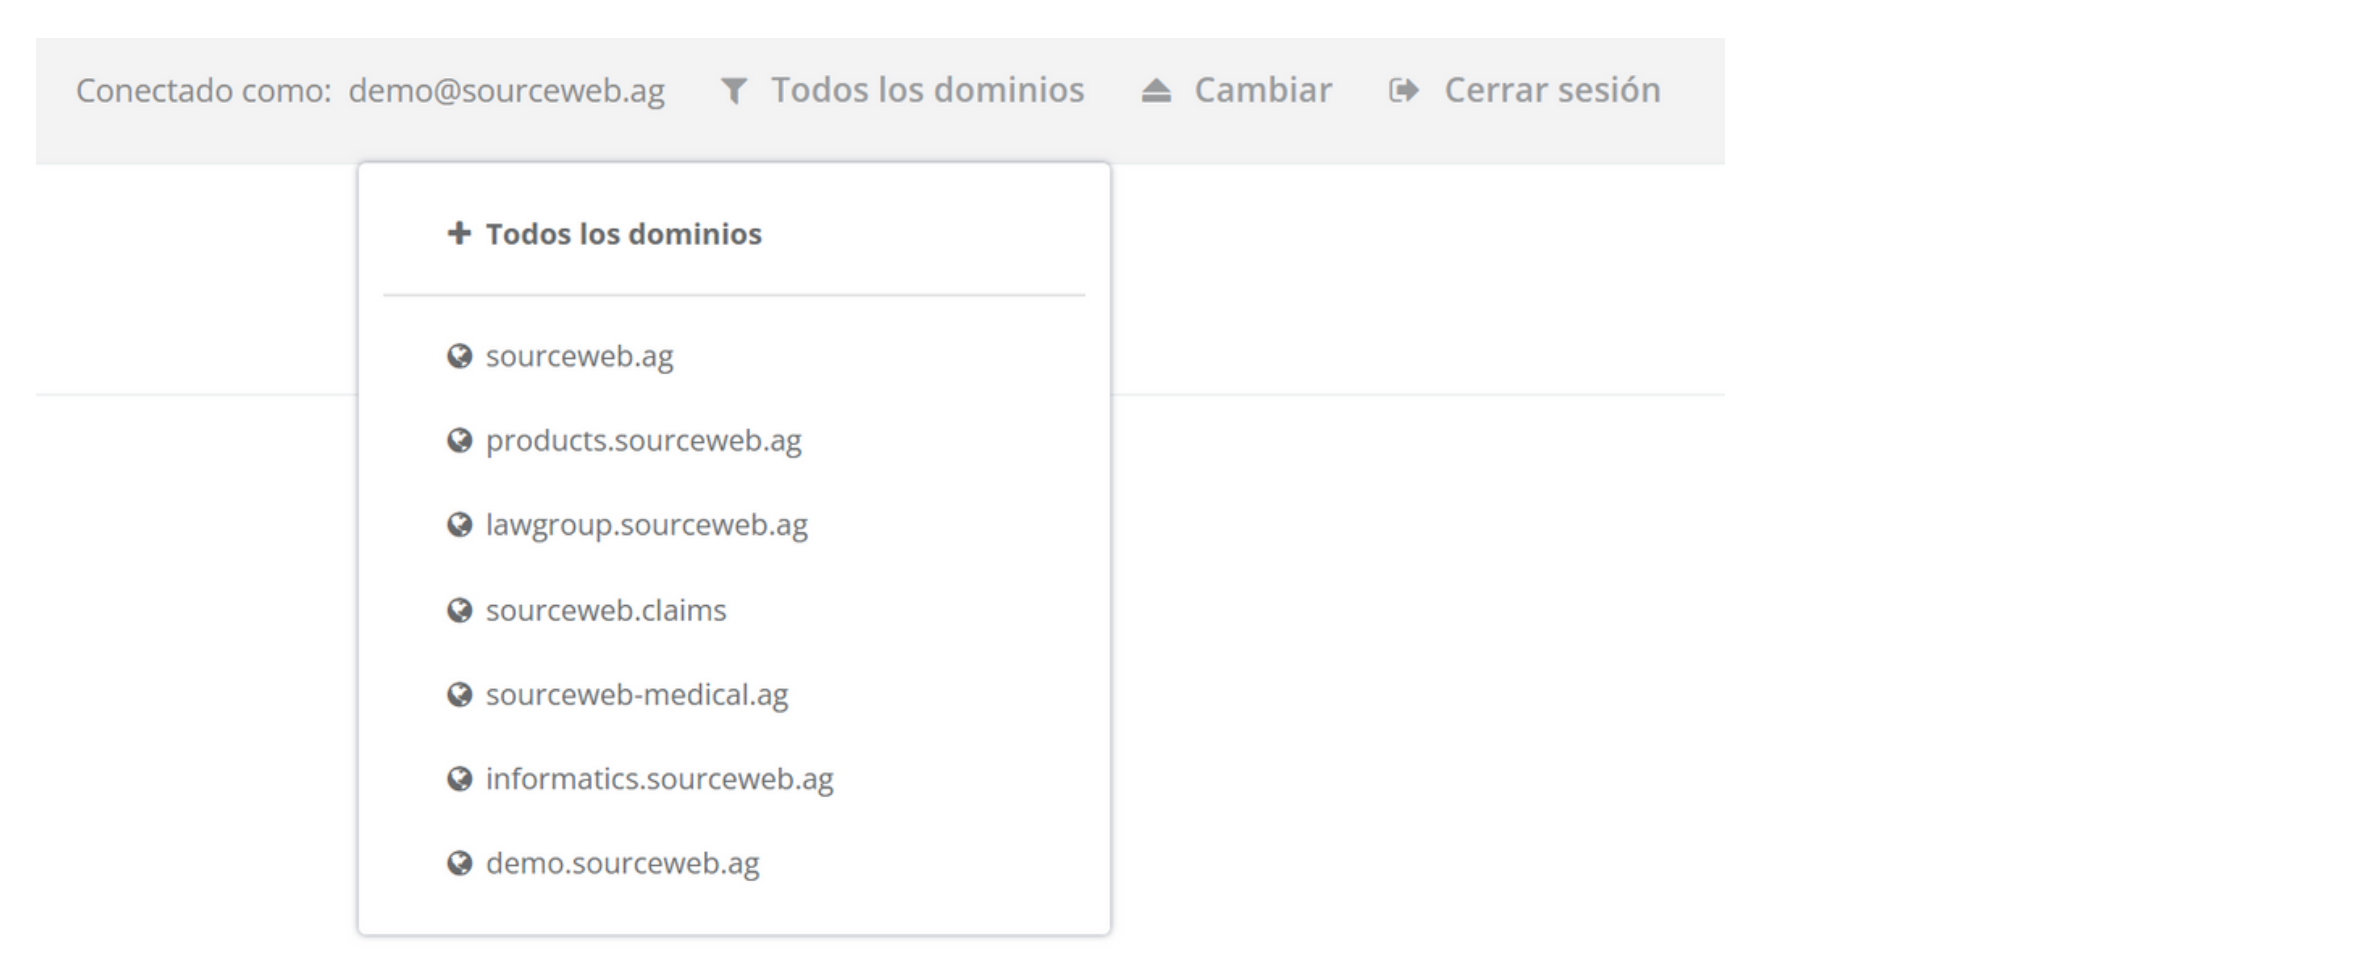 Conectado como: demo@sourceweb.ag Todos los dominios Cambiar Cerrar sesión
Todos los dominios
sourceweb.ag
products.sourceweb.ag
lawgroup.sourceweb.ag
sourceweb.claims
sourceweb-medical.ag
informatics.sourceweb.ag
demo.sourceweb.ag